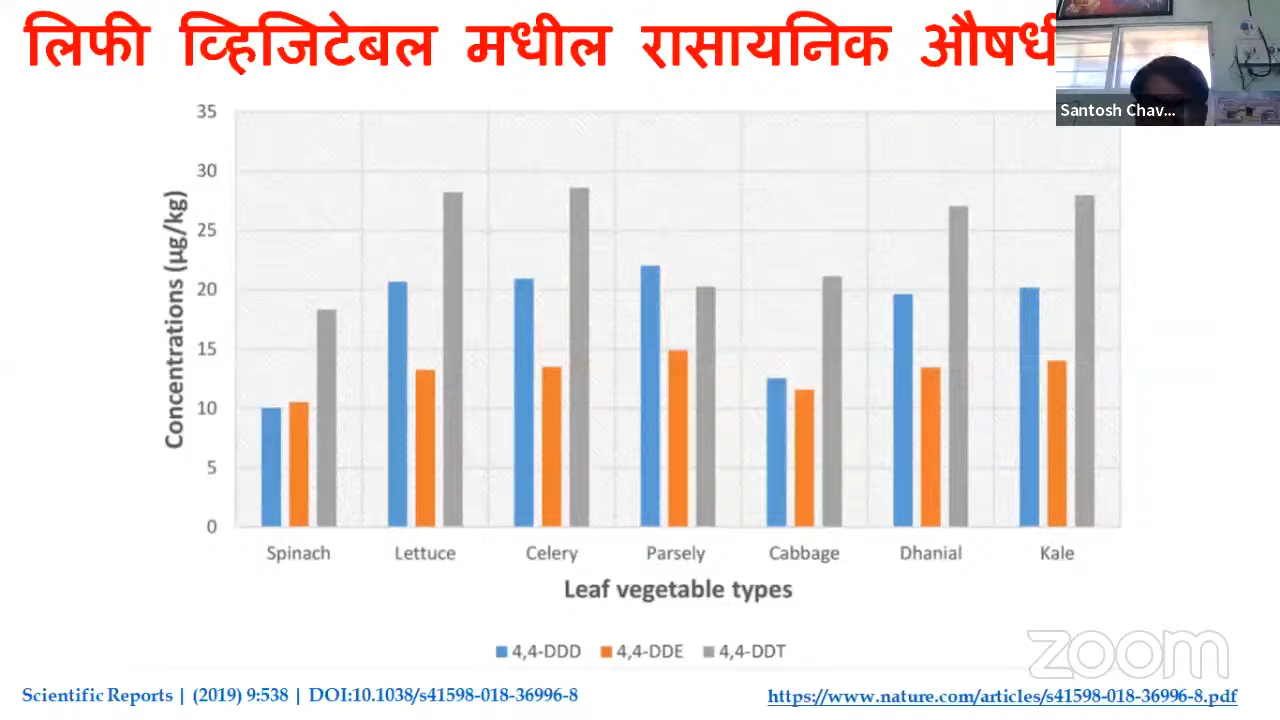 लिफी व्हिजिटेबल मधील रासायनिक औषधी
Santosh Chav...
35
30
25
20
15
10
5
0
Concentrations (µg/kg)
Spinach Lettuce Celery Parsely Cabbage Dhanial Kale
Leaf vegetable types
4,4-DDD 4,4-DDE 4,4-DDT
zoom
Scientific Reports | (2019) 9:538 | DOI:10.1038/s41598-018-36996-8
https://www.nature.com/articles/s41598-018-36996-8.pdf